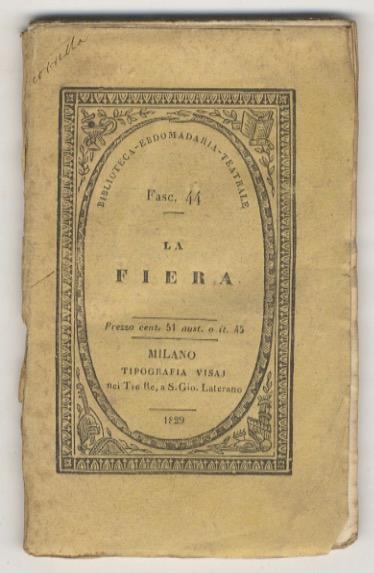 BIBLIOTECA-EBDOMADARIA-TEATRALE
Fasc. 44
LA
FIERA
Prezzo cent. 51 aust. o it. 45
MILANO
TIPOGRAFIA VISAJ
nei Tre Re, a S. Gio. Laterano
1829